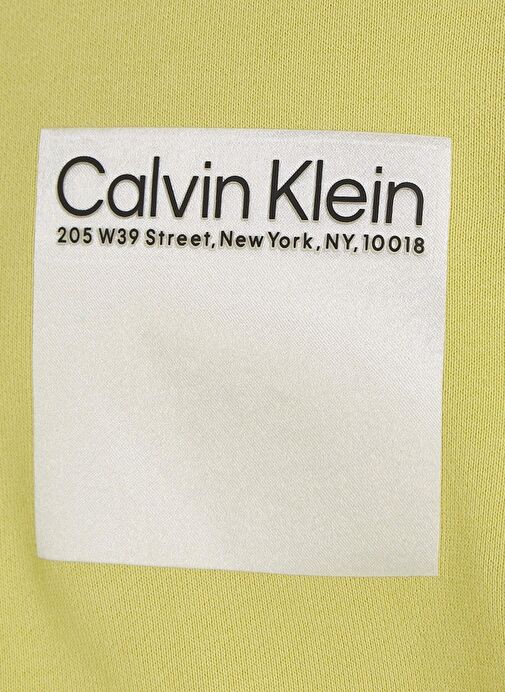 Calvin Klein
205 W39 Street, New York, NY, 10018